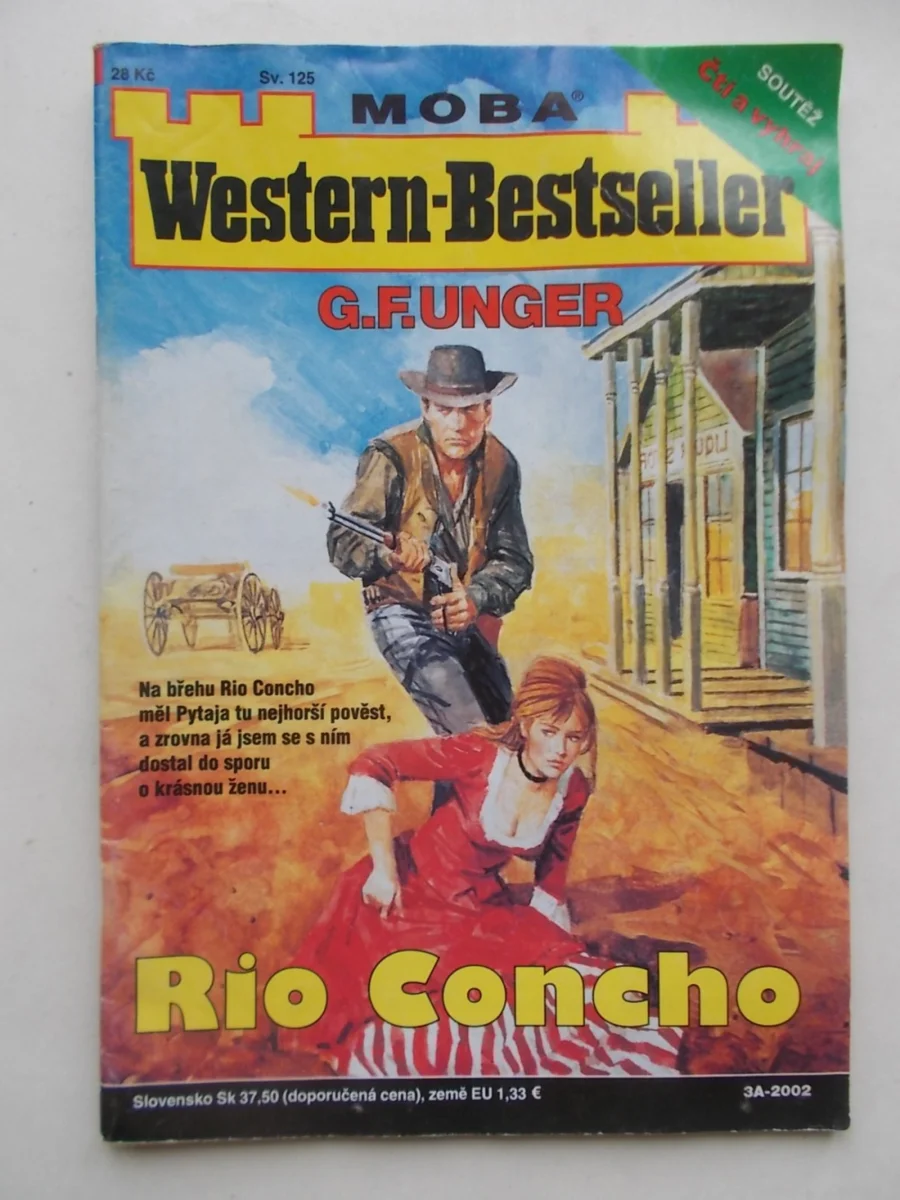 28 Kč
Sv. 125
MOBA®
SOUTĚŽ
Čti a vyhraj
Western-Bestseller
G.F. UNGER
LIQUOR STOR
Na břehu Rio Concho
měl Pytaja tu nejhorší pověst,
a zrovna já jsem se s ním
dostal do sporu
o krásnou ženu...
Rio Concho
Slovensko Sk 37,50 (doporučená cena), země EU 1,33 €
3A-2002